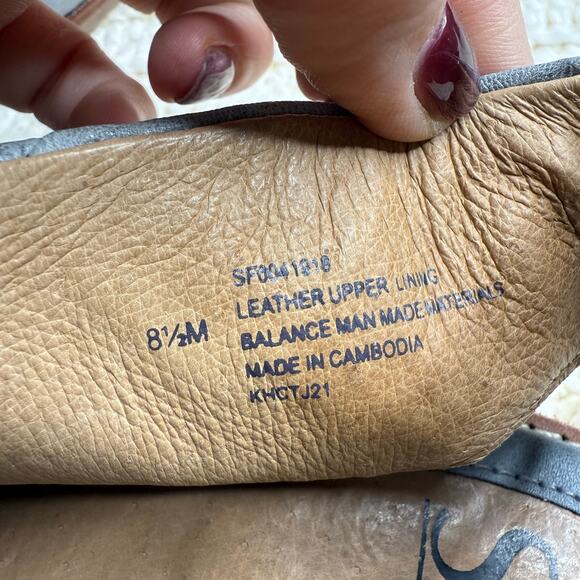 8½M
SF0041918
LEATHER UPPER LINING
BALANCE MAN MADE MATERIALS
MADE IN CAMBODIA
KHCTJ21
S